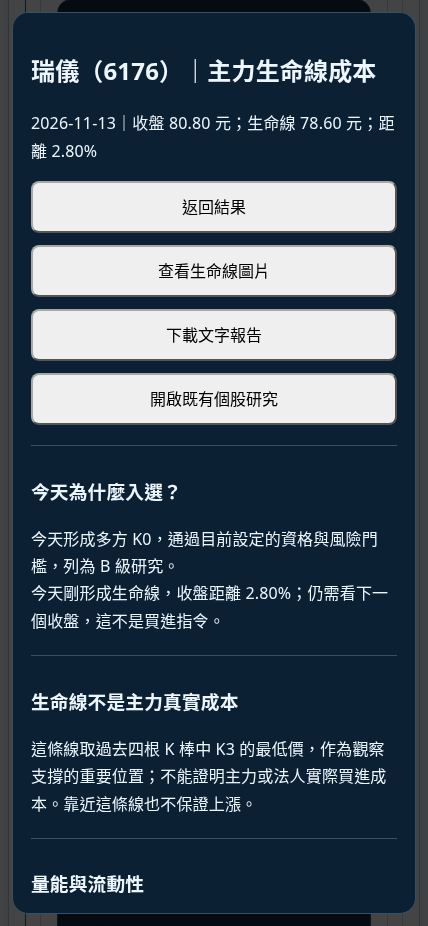 瑞儀（6176）｜主力生命線成本
2026-11-13｜收盤 80.80 元；生命線 78.60 元；距
離 2.80%
返回結果
查看生命線圖片
下載文字報告
開啟既有個股研究
今天為什麼入選？
今天形成多方 K0，通過目前設定的資格與風險門
檻，列為 B 級研究。
今天剛形成生命線，收盤距離 2.80%；仍需看下一
個收盤，這不是買進指令。
生命線不是主力真實成本
這條線取過去四根 K 棒中 K3 的最低價，作為觀察
支撐的重要位置；不能證明主力或法人實際買進成
本。靠近這條線也不保證上漲。
量能與流動性